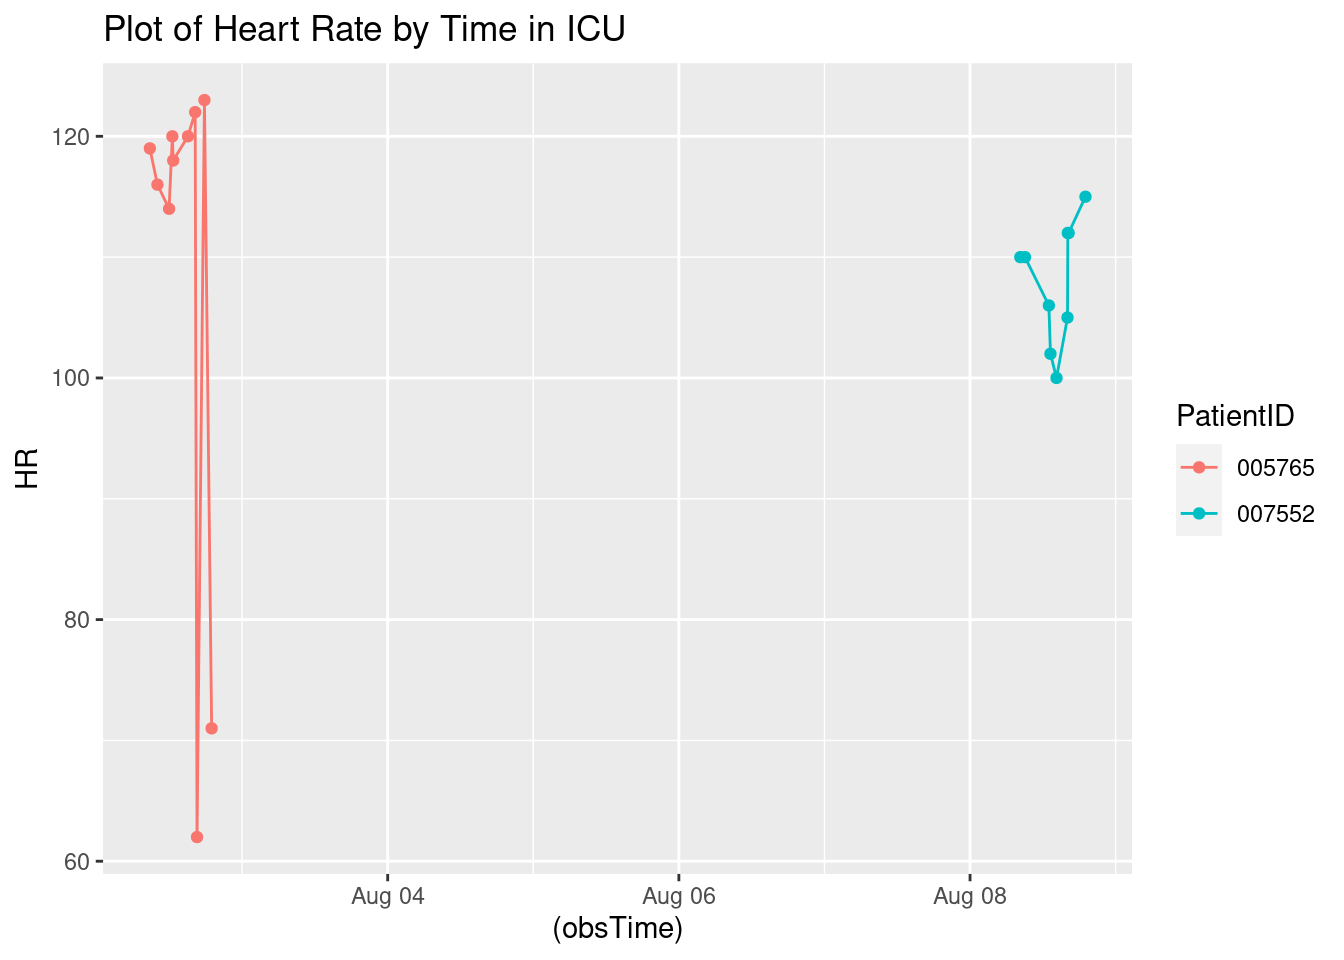 Plot of Heart Rate by Time in ICU
120
100
80
60
HR
Aug 04
Aug 06
Aug 08
(obsTime)
PatientID
005765
007552